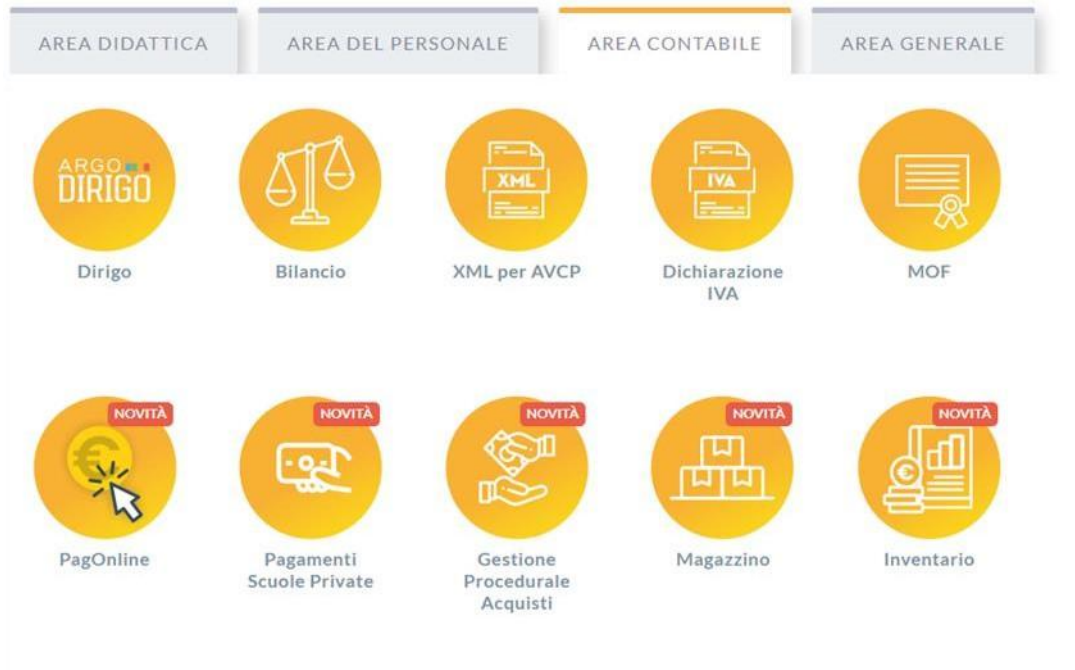 AREA DIDATTICA
AREA DEL PERSONALE
AREA CONTABILE
AREA GENERALE
ARGO
DIRIGO
XML
IVA
Dirigo
Bilancio
XML per AVCP
Dichiarazione
IVA
MOF
NOVITÀ
NOVITÀ
NOVITÀ
NOVITÀ
NOVITÀ
€
€
PagOnline
Pagamenti
Scuole Private
Gestione
Procedurale
Acquisti
Magazzino
Inventario